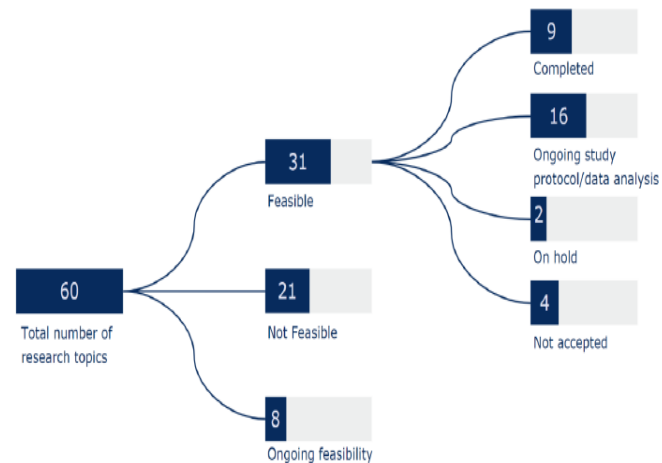 9
Completed
16
Ongoing study
protocol/data analysis
31
Feasible
2
On hold
60
Total number of
research topics
21
Not Feasible
4
Not accepted
8
Ongoing feasibility